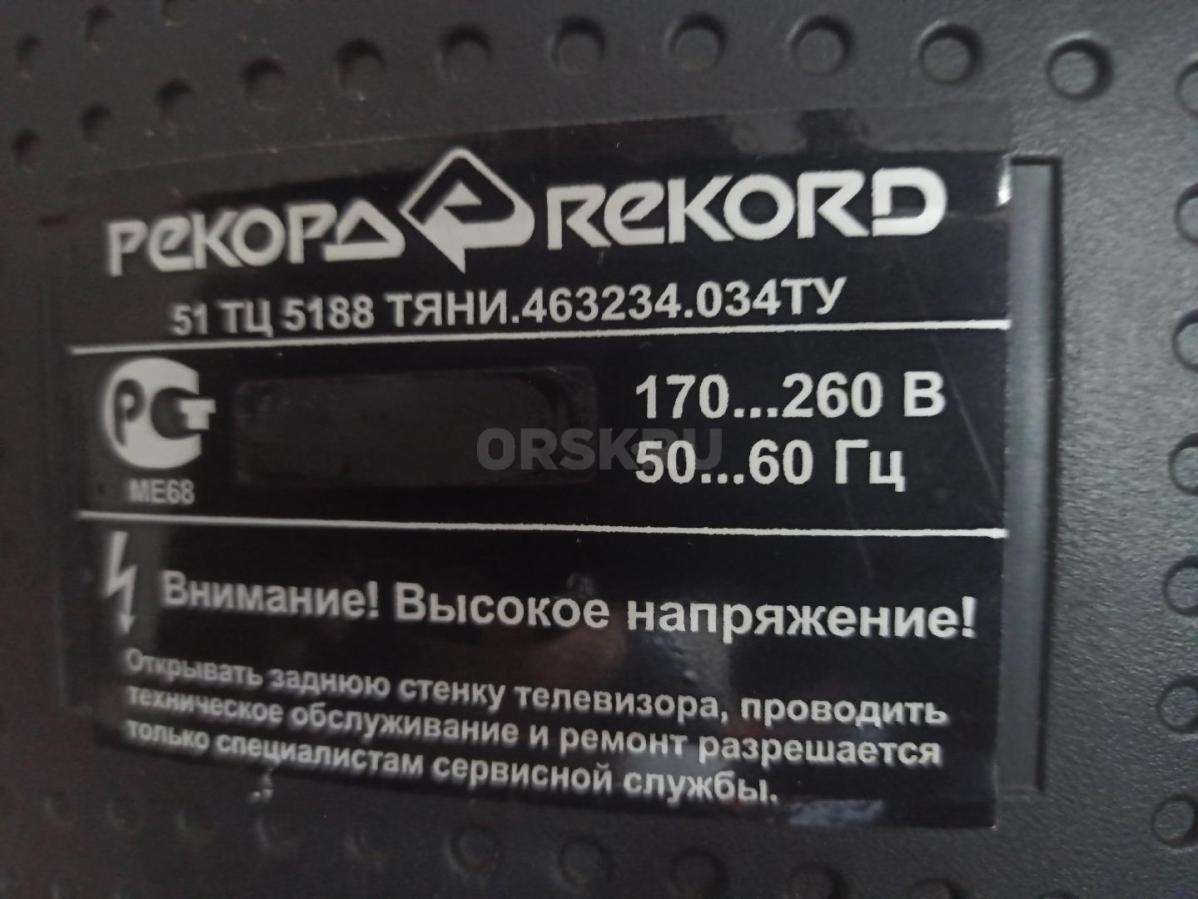 РЕКОРД REKORD
51 ТЦ 5188 ТЯНИ.463234.034ТУ
РСТ
МЕ68
170...260 В
50...60 Гц
ORSK.RU
Внимание! Высокое напряжение!
Открывать заднюю стенку телевизора, проводить
техническое обслуживание и ремонт разрешается
только специалистам сервисной службы.